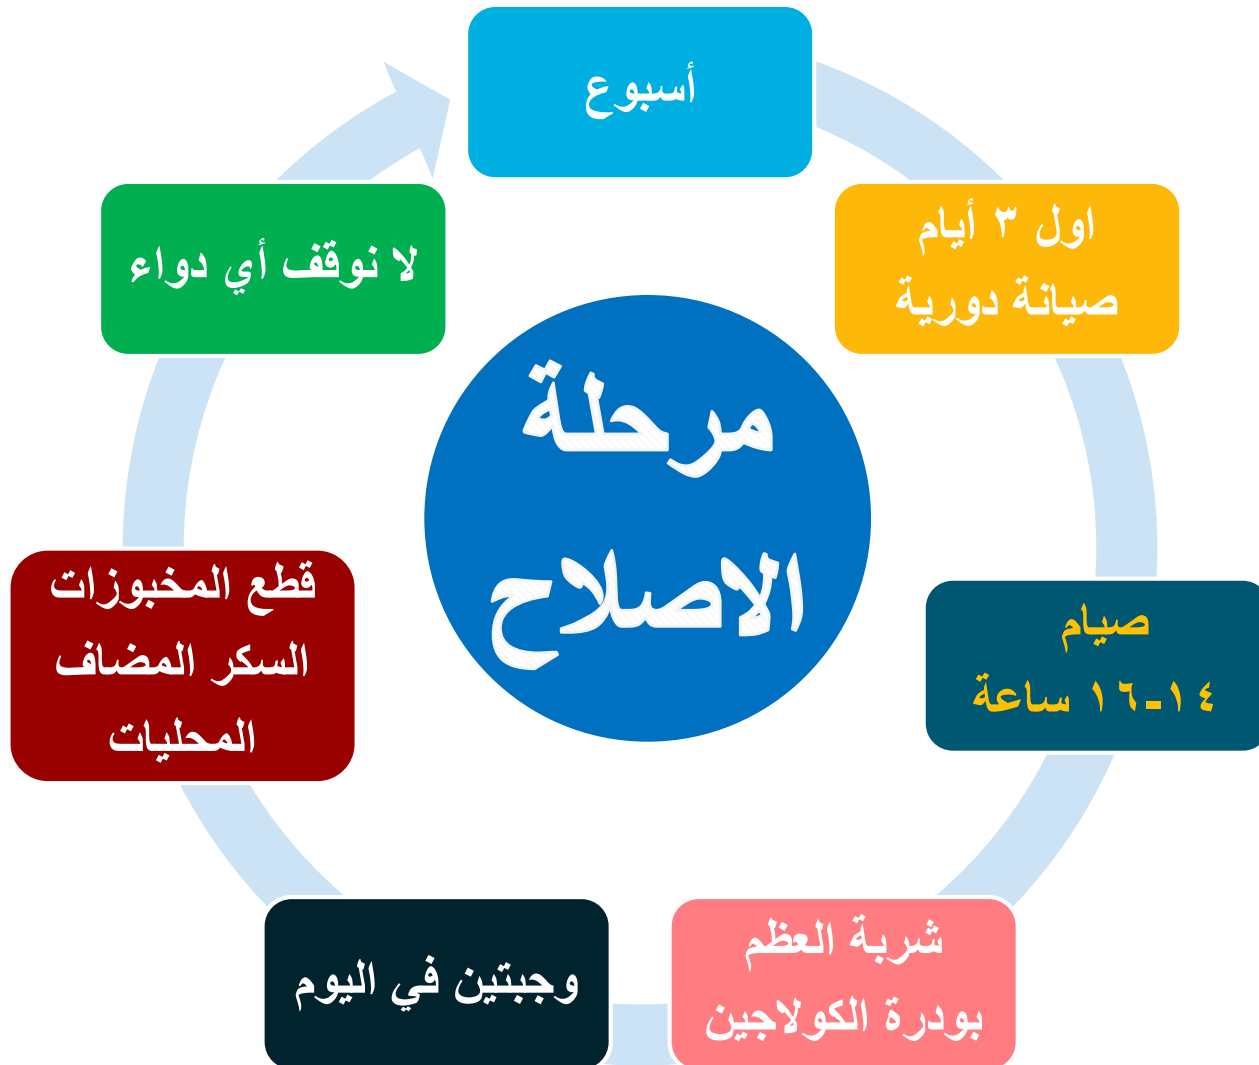 أسبوع
اول ٣ أيام
صيانة دورية
صيام
١٤-١٦ ساعة
شربة العظم
بودرة الكولاجين
وجبتين في اليوم
قطع المخبوزات
السكر المضاف
المحليات
لا نوقف أي دواء
مرحلة
الاصلاح